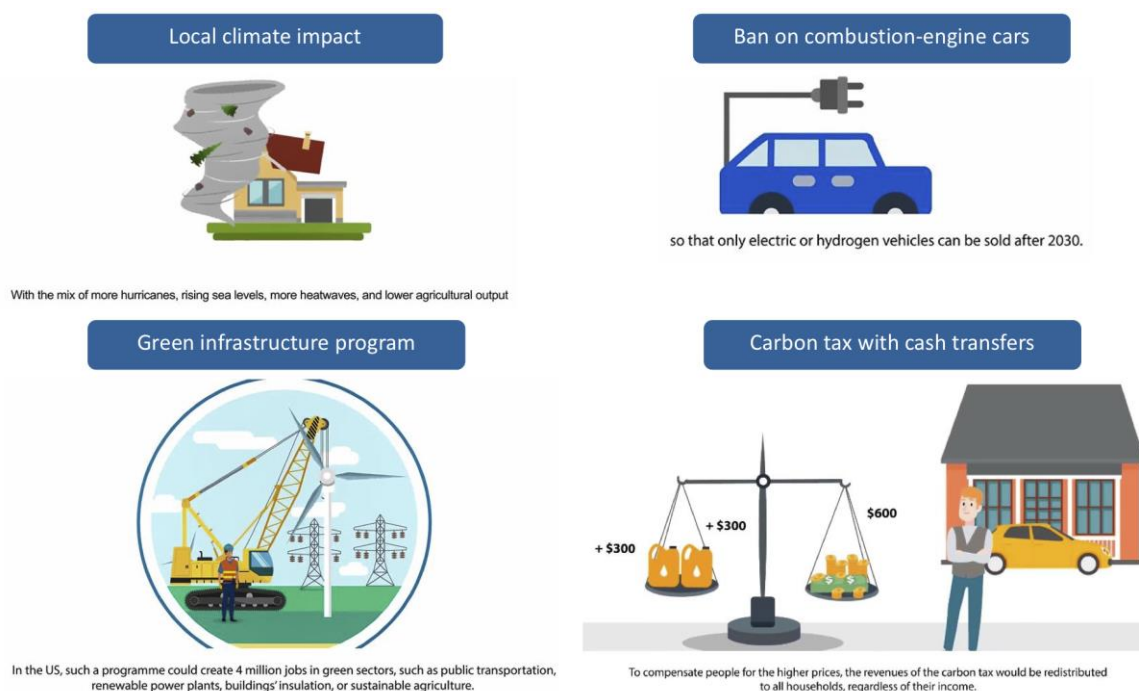 Local climate impact
With the mix of more hurricanes, rising sea levels, more heatwaves, and lower agricultural output
Ban on combustion-engine cars
so that only electric or hydrogen vehicles can be sold after 2030.
Green infrastructure program
In the US, such a programme could create 4 million jobs in green sectors, such as public transportation,
renewable power plants, buildings' insulation, or sustainable agriculture.
Carbon tax with cash transfers
+ $300
+ $300
$600
To compensate people for the higher prices, the revenues of the carbon tax would be redistributed
to all households, regardless of their income.